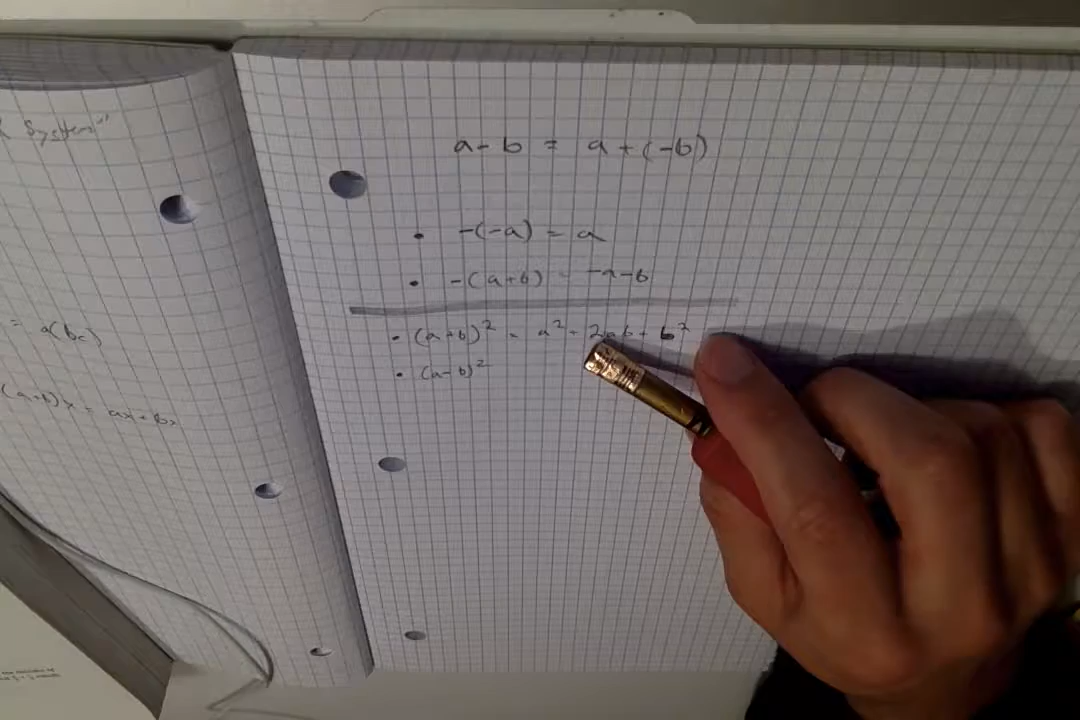 System"
= a(bc)
(a+b)x = ax+bx
a-b = a+(-b)
• -(-a) = a
• -(a+b) = -a-b
• (a+b)² = a² + 2ab + b²
• (a-b)²